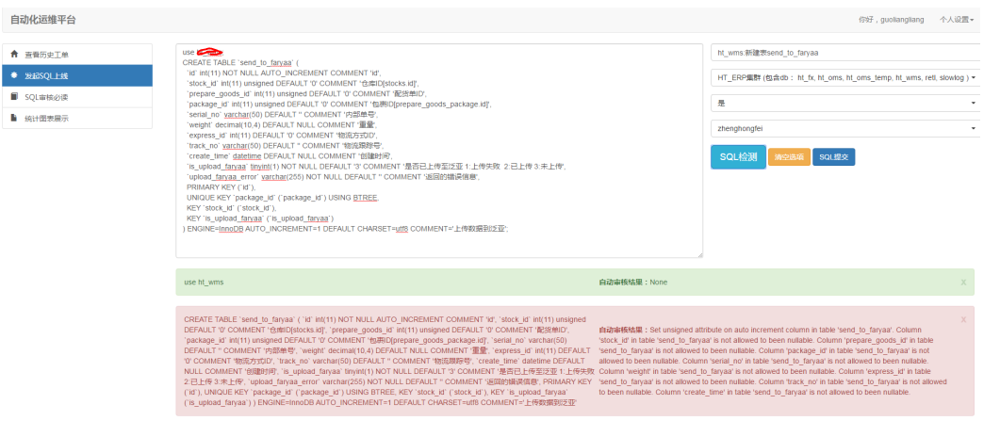 自动化运维平台
你好，guoliangliang 个人设置
查看历史工单
发起SQL上线
SQL审核必读
统计图表展示
use
CREATE TABLE `send_to_faryaa` (
`id` int(11) NOT NULL AUTO_INCREMENT COMMENT 'id',
`stock_id` int(11) unsigned DEFAULT '0' COMMENT '仓库ID[stocks.id]',
`prepare_goods_id` int(11) unsigned DEFAULT '0' COMMENT '配货单ID',
`package_id` int(11) unsigned DEFAULT '0' COMMENT '包裹ID[prepare_goods_package.id]',
`serial_no` varchar(50) DEFAULT '' COMMENT '内部单号',
`weight` decimal(10,4) DEFAULT NULL COMMENT '重量',
`express_id` int(11) DEFAULT '0' COMMENT '物流方式ID',
`track_no` varchar(50) DEFAULT '' COMMENT '物流跟踪号',
`create_time` datetime DEFAULT NULL COMMENT '创建时间',
`is_upload_faryaa` tinyint(1) NOT NULL DEFAULT '3' COMMENT '是否已上传至泛亚 1:上传失败 2:已上传 3:未上传',
`upload_faryaa_error` varchar(255) NOT NULL DEFAULT '' COMMENT '返回的错误信息',
PRIMARY KEY (`id`),
UNIQUE KEY `package_id` (`package_id`) USING BTREE,
KEY `stock_id` (`stock_id`),
KEY `is_upload_faryaa` (`is_upload_faryaa`)
) ENGINE=InnoDB AUTO_INCREMENT=1 DEFAULT CHARSET=utf8 COMMENT='上传数据到泛亚';
ht_wms:新建表send_to_faryaa
HT_ERP集群 (包含db： ht_fx, ht_oms, ht_oms_temp, ht_wms, retl, slowlog )
是
zhenghongfei
SQL检测 清空选项 SQL提交
use ht_wms
自动审核结果：None
x
CREATE TABLE `send_to_faryaa` ( `id` int(11) NOT NULL AUTO_INCREMENT COMMENT 'id', `stock_id` int(11) unsigned
DEFAULT '0' COMMENT '仓库ID[stocks.id]', `prepare_goods_id` int(11) unsigned DEFAULT '0' COMMENT '配货单ID',
`package_id` int(11) unsigned DEFAULT '0' COMMENT '包裹ID[prepare_goods_package.id]', `serial_no` varchar(50)
DEFAULT '' COMMENT '内部单号', `weight` decimal(10,4) DEFAULT NULL COMMENT '重量', `express_id` int(11) DEFAULT
'0' COMMENT '物流方式ID', `track_no` varchar(50) DEFAULT '' COMMENT '物流跟踪号', `create_time` datetime DEFAULT
NULL COMMENT '创建时间', `is_upload_faryaa` tinyint(1) NOT NULL DEFAULT '3' COMMENT '是否已上传至泛亚 1:上传失败
2:已上传 3:未上传', `upload_faryaa_error` varchar(255) NOT NULL DEFAULT '' COMMENT '返回的错误信息', PRIMARY KEY
(`id`), UNIQUE KEY `package_id` (`package_id`) USING BTREE, KEY `stock_id` (`stock_id`), KEY `is_upload_faryaa`
(`is_upload_faryaa`) ) ENGINE=InnoDB AUTO_INCREMENT=1 DEFAULT CHARSET=utf8 COMMENT='上传数据到泛亚'
自动审核结果：Set unsigned attribute on auto increment column in table 'send_to_faryaa'. Column
'stock_id' in table 'send_to_faryaa' is not allowed to been nullable. Column 'prepare_goods_id' in table
'send_to_faryaa' is not allowed to been nullable. Column 'package_id' in table 'send_to_faryaa' is not
allowed to been nullable. Column 'serial_no' in table 'send_to_faryaa' is not allowed to been nullable.
Column 'weight' in table 'send_to_faryaa' is not allowed to been nullable. Column 'express_id' in table
'send_to_faryaa' is not allowed to been nullable. Column 'track_no' in table 'send_to_faryaa' is not allowed
to been nullable. Column 'create_time' in table 'send_to_faryaa' is not allowed to been nullable.
x